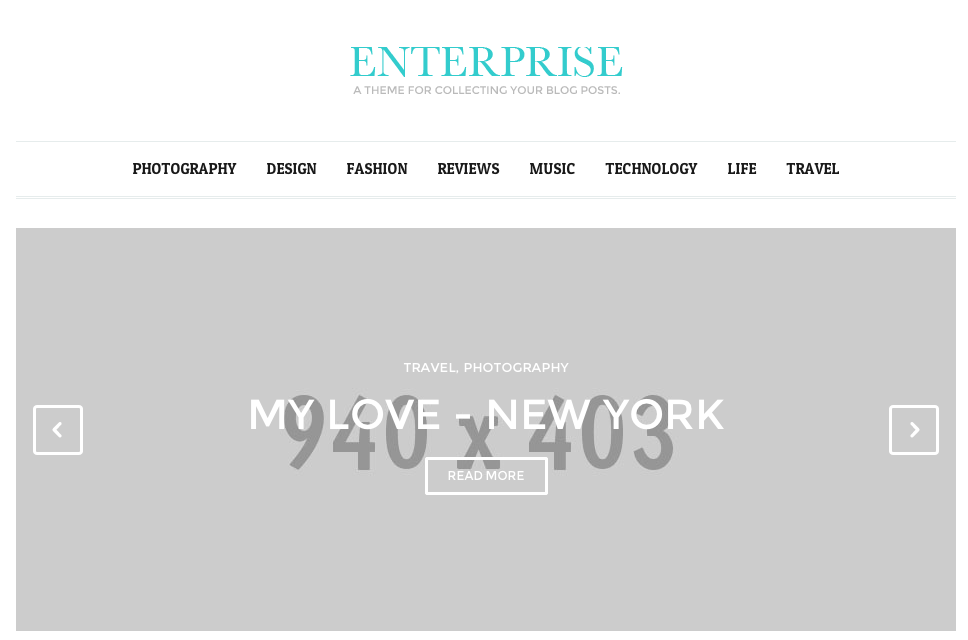 ENTERPRISE
A THEME FOR COLLECTING YOUR BLOG POSTS.
PHOTOGRAPHY DESIGN FASHION REVIEWS MUSIC TECHNOLOGY LIFE TRAVEL
TRAVEL, PHOTOGRAPHY
MY LOVE - NEW YORK
940 x 403
READ MORE